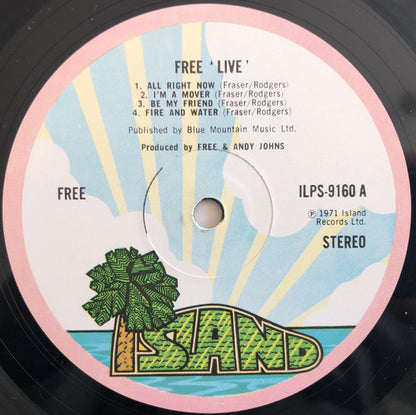 FREE 'LIVE'
1. ALL RIGHT NOW (Fraser/Rodgers)
2. I'M A MOVER (Fraser/Rodgers)
3. BE MY FRIEND (Fraser/Rodgers)
4. FIRE AND WATER (Fraser/Rodgers)
Published by Blue Mountain Music Ltd.
Produced by FREE & ANDY JOHNS
FREE
ILPS-9160 A
℗ 1971 Island
Records Ltd.
STEREO
ISLAND